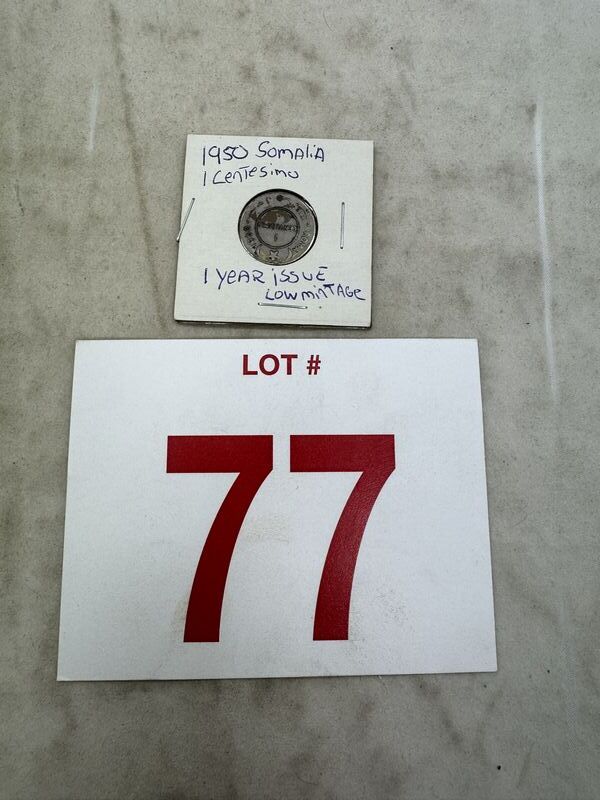 1950 Somalia
1 Centesimo
1 YEAR ISSUE
LOW MINTAGE
LOT #
77